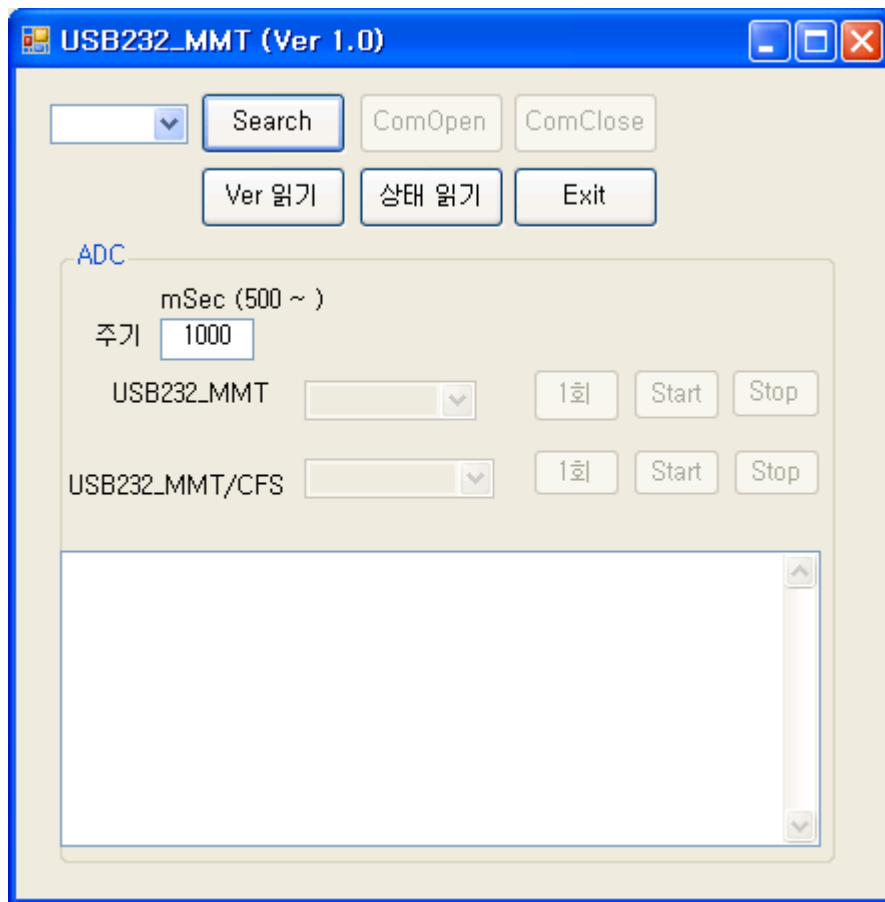 USB232_MMT (Ver 1.0)
Search ComOpen ComClose
Ver 읽기 상태 읽기 Exit
ADC
mSec (500 ~ )
주기 1000
USB232_MMT 1회 Start Stop
USB232_MMT/CFS 1회 Start Stop